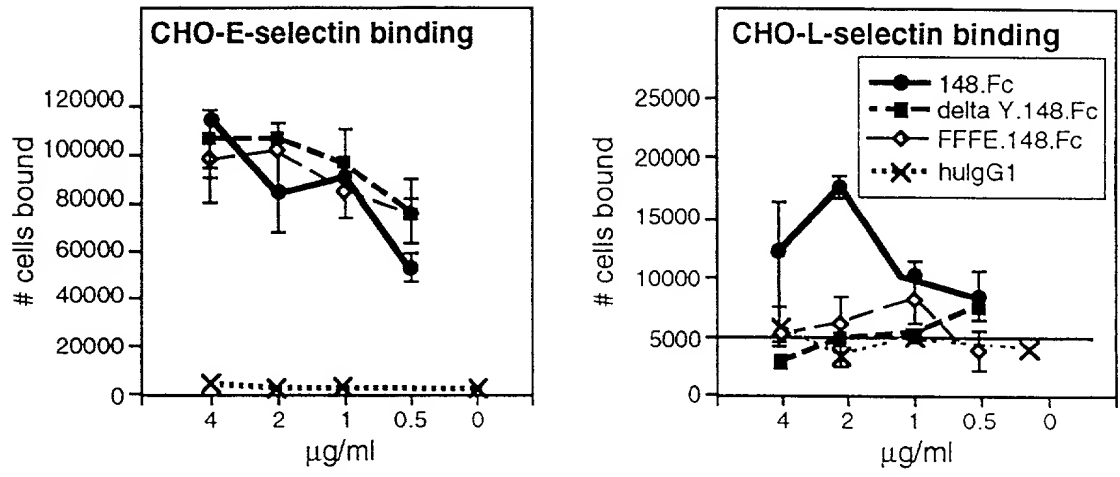 CHO-E-selectin binding
# cells bound
120000
100000
80000
60000
40000
20000
0
4 2 1 0.5 0
µg/ml
CHO-L-selectin binding
148.Fc
delta Y.148.Fc
FFFE.148.Fc
huIgG1
# cells bound
25000
20000
15000
10000
5000
0
4 2 1 0.5 0
µg/ml